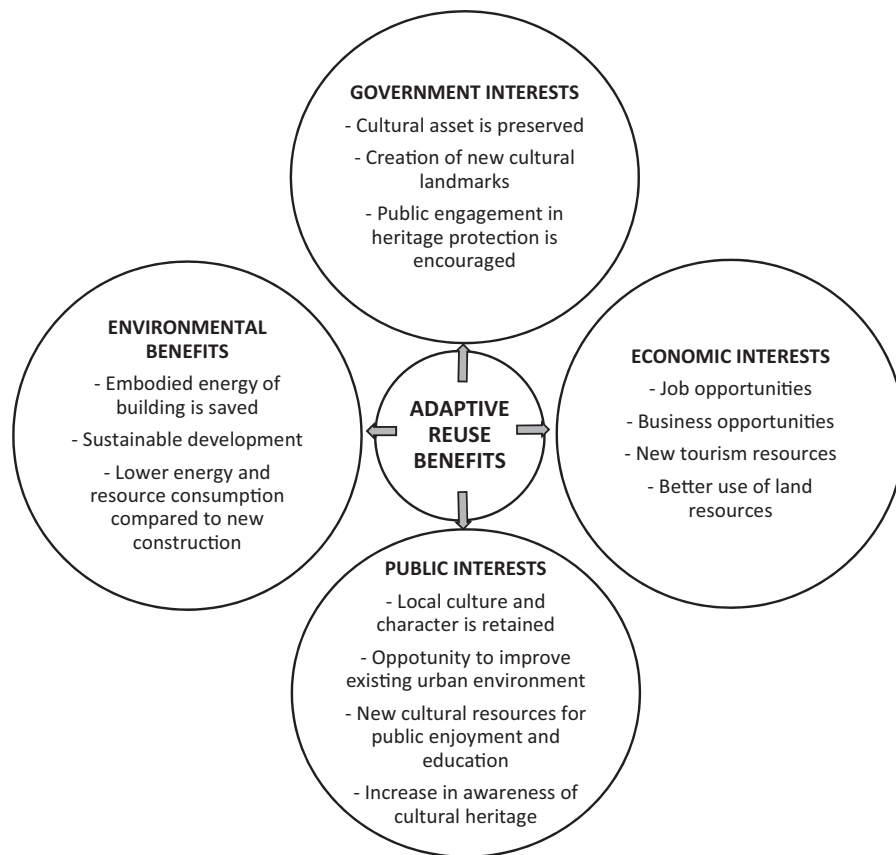 GOVERNMENT INTERESTS
- Cultural asset is preserved
- Creation of new cultural
landmarks
- Public engagement in
heritage protection is
encouraged
ENVIRONMENTAL
BENEFITS
- Embodied energy of
building is saved
- Sustainable development
- Lower energy and
resource consumption
compared to new
construction
ADAPTIVE
REUSE
BENEFITS
ECONOMIC INTERESTS
- Job opportunities
- Business opportunities
- New tourism resources
- Better use of land
resources
PUBLIC INTERESTS
- Local culture and
character is retained
- Oppotunity to improve
existing urban environment
- New cultural resources for
public enjoyment and
education
- Increase in awareness of
cultural heritage